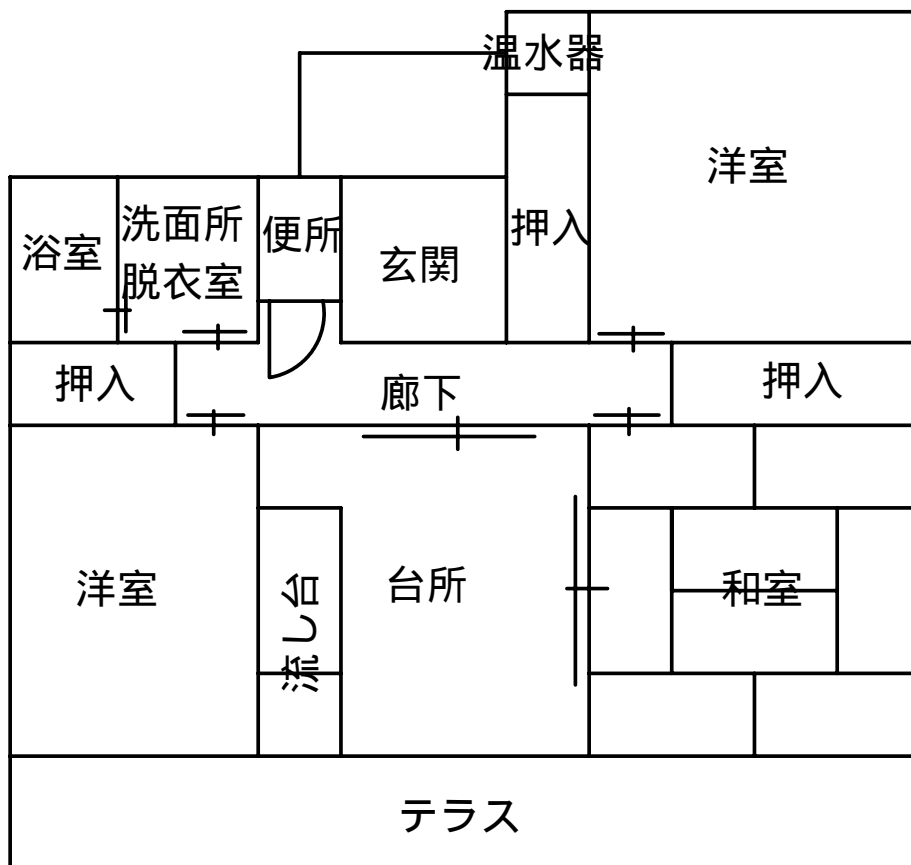 温水器
洋室
浴室
洗面所
脱衣室
便所
玄関
押入
押入
廊下
押入
洋室
流し台
台所
和室
テラス